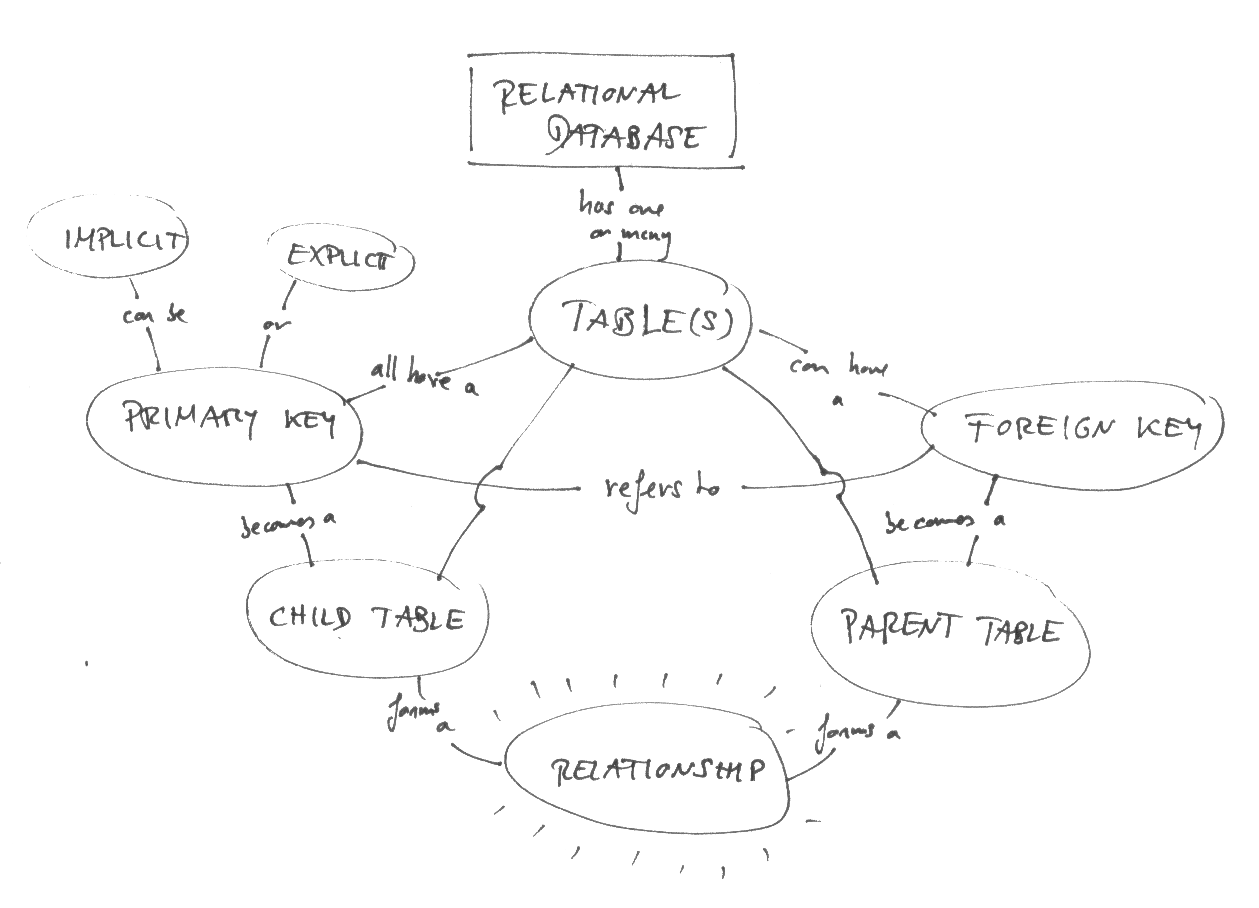 RELATIONAL
DATABASE
has one
or many
IMPLICIT
EXPLICIT
can be
or
TABLE(S)
all have a
can have
a
PRIMARY KEY
FOREIGN KEY
refers to
becomes a
becomes a
CHILD TABLE
PARENT TABLE
forms
a
forms a
RELATIONSHIP